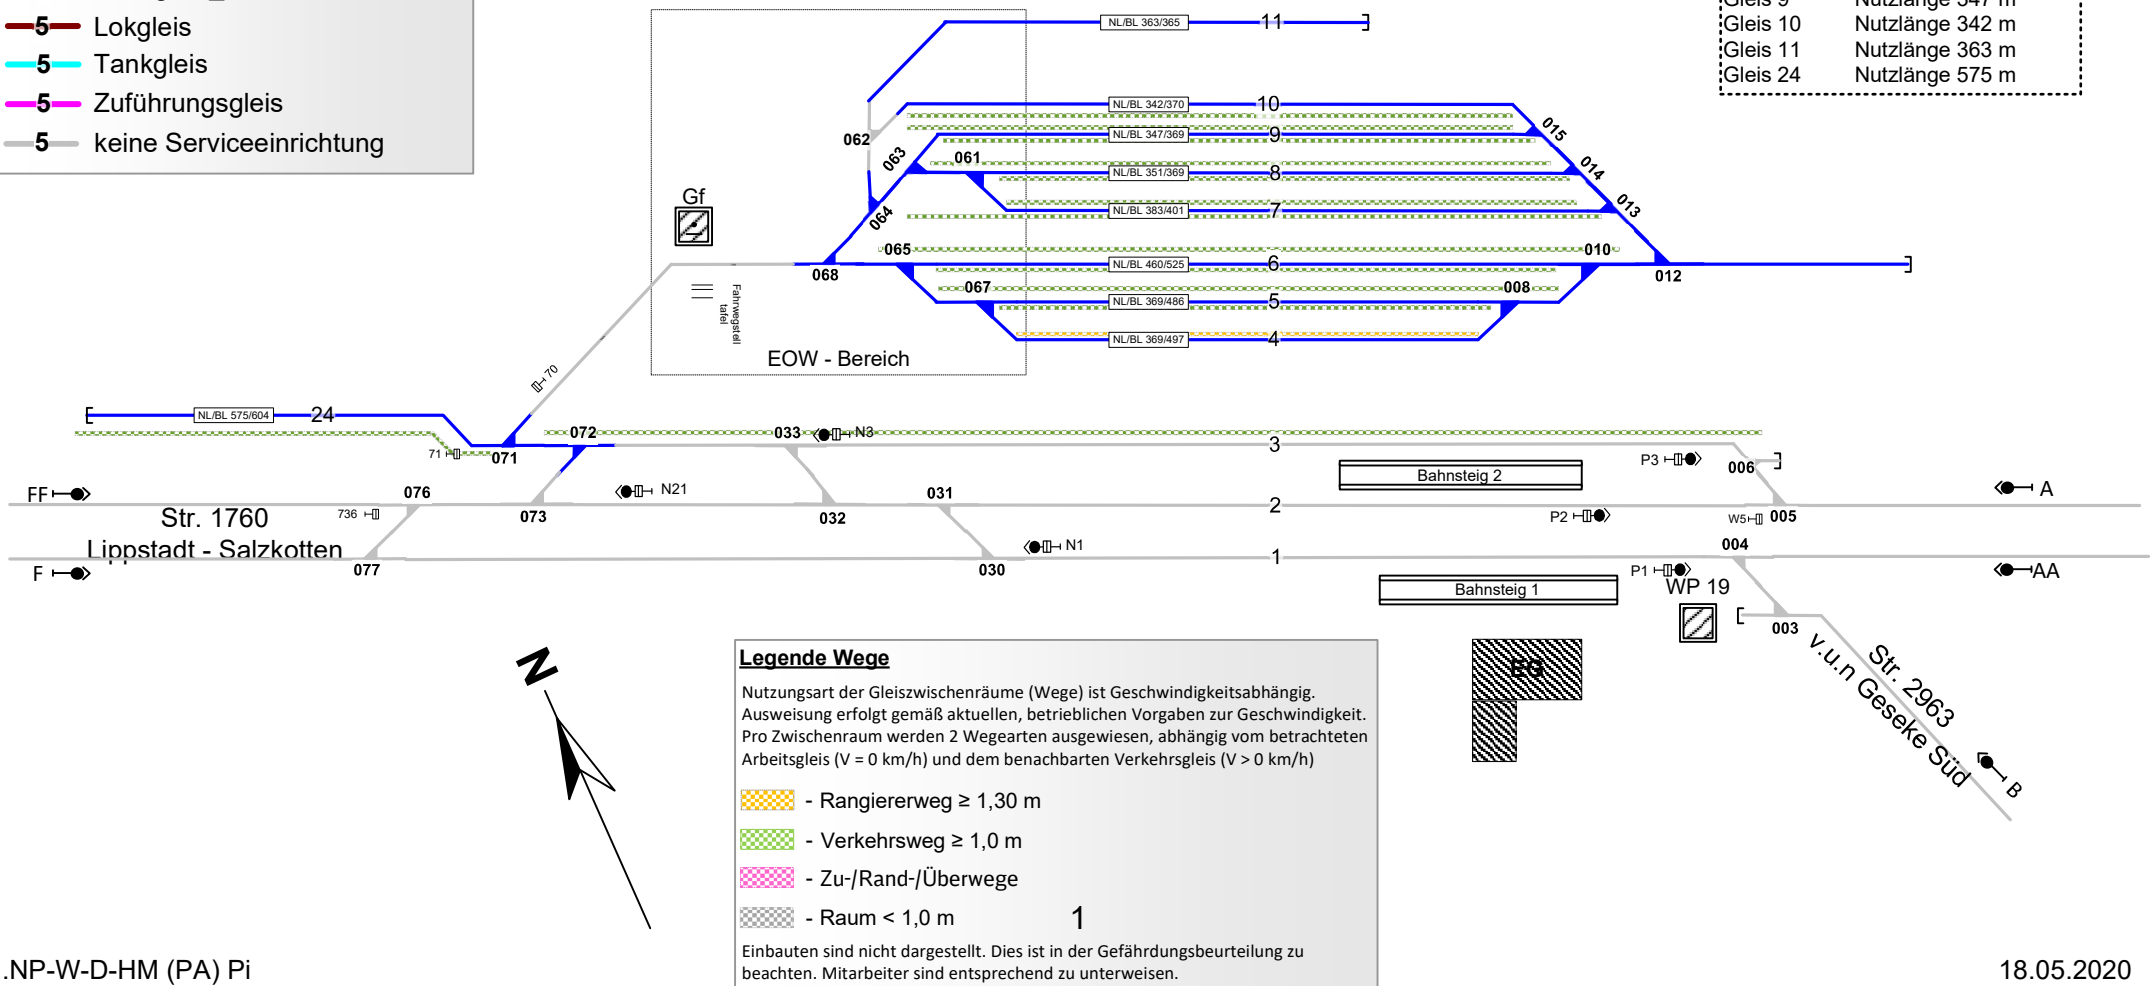 5 Lokgleis
5 Tankgleis
5 Zuführungsgleis
5 keine Serviceeinrichtung
Gleis 9 Nutzlänge 347 m
Gleis 10 Nutzlänge 342 m
Gleis 11 Nutzlänge 363 m
Gleis 24 Nutzlänge 575 m
NL/BL 363/365 11
NL/BL 342/370 10
015
062
NL/BL 347/369 9
063
061
014
NL/BL 351/369 8
Gf
064
NL/BL 383/401 7
013
065
010
068
NL/BL 460/525 6
012
067
008
Fahrwegstell
tafel
NL/BL 369/486 5
NL/BL 369/497 4
EOW - Bereich
70
NL/BL 575/604 24
072
033
N3
3
71
071
Bahnsteig 2
P3
006
FF
076
N21
031
A
736
Str. 1760
073
032
2
P2
W5
005
Lippstadt - Salzkotten
N1
004
F
077
030
1
P1
AA
Bahnsteig 1
WP 19
003
Str. 2963
v.u.n Geseke Süd
B
EG
N
Legende Wege
Nutzungsart der Gleiszwischenräume (Wege) ist Geschwindigkeitsabhängig.
Ausweisung erfolgt gemäß aktuellen, betrieblichen Vorgaben zur Geschwindigkeit.
Pro Zwischenraum werden 2 Wegearten ausgewiesen, abhängig vom betrachteten
Arbeitsgleis (V = 0 km/h) und dem benachbarten Verkehrsgleis (V > 0 km/h)
- Rangiererweg ≥ 1,30 m
- Verkehrsweg ≥ 1,0 m
- Zu-/Rand-/Überwege
- Raum < 1,0 m
1
Einbauten sind nicht dargestellt. Dies ist in der Gefährdungsbeurteilung zu
beachten. Mitarbeiter sind entsprechend zu unterweisen.
.NP-W-D-HM (PA) Pi
18.05.2020